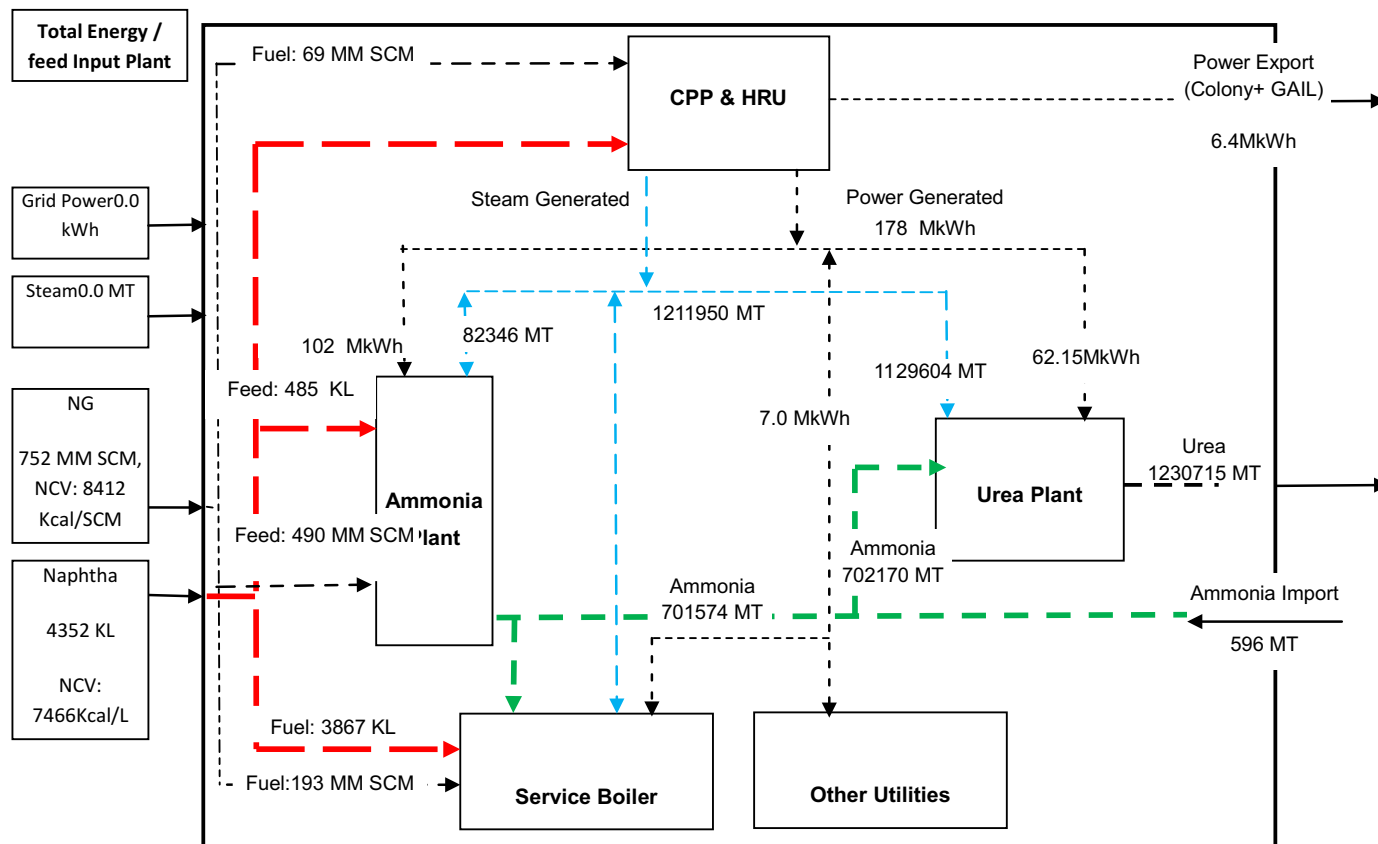 Total Energy /
feed Input Plant
Fuel: 69 MM SCM
CPP & HRU
Power Export
(Colony+ GAIL)
6.4MkWh
Grid Power0.0
kWh
Steam Generated
Power Generated
178 MkWh
Steam0.0 MT
82346 MT
1211950 MT
102 MkWh
1129604 MT
62.15MkWh
Feed: 485 KL
7.0 MkWh
NG
752 MM SCM,
NCV: 8412
Kcal/SCM
Ammonia
Plant
Feed: 490 MM SCM
Urea Plant
Urea
1230715 MT
Naphtha
4352 KL
NCV:
7466Kcal/L
Ammonia
701574 MT
Ammonia
702170 MT
Ammonia Import
596 MT
Fuel: 3867 KL
Fuel:193 MM SCM
Service Boiler
Other Utilities